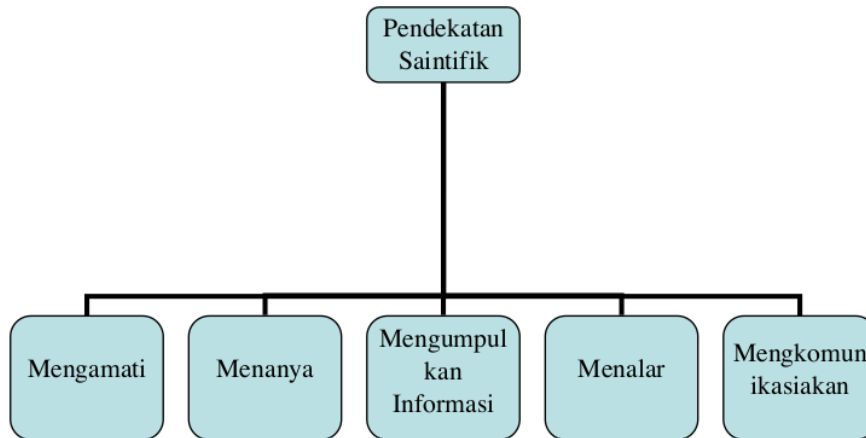 Pendekatan
Saintifik
Mengamati
Menanya
Mengumpul
kan
Informasi
Menalar
Mengkomun
ikasiakan